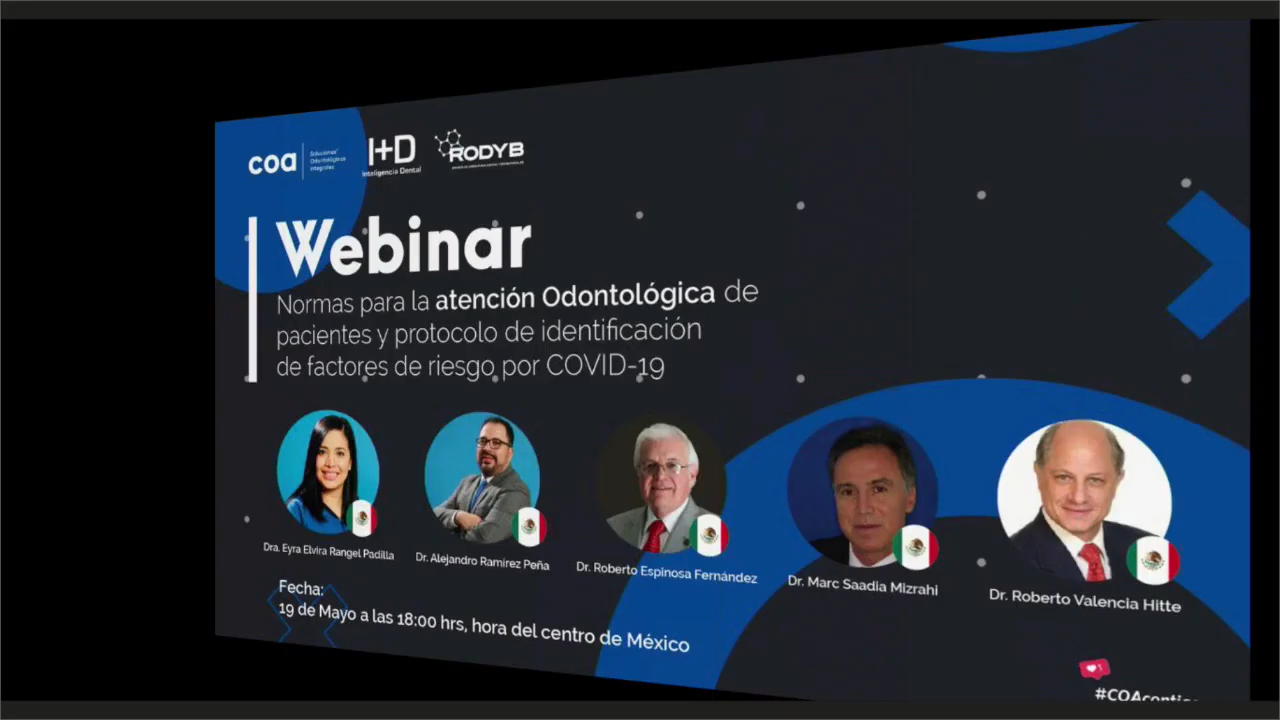 coa
Soluciones
Odontológicas
Integrales
I+D
Inteligencia Dental
RODYB
Webinar
Normas para la atención Odontológica de
pacientes y protocolo de identificación
de factores de riesgo por COVID-19
Dra. Eyra Elvira Rangel Padilla
Dr. Alejandro Ramírez Peña
Dr. Roberto Espinosa Fernández
Dr. Marc Saadia Mizrahi
Dr. Roberto Valencia Hitte
Fecha:
19 de Mayo a las 18:00 hrs, hora del centro de México
1
#COAconti